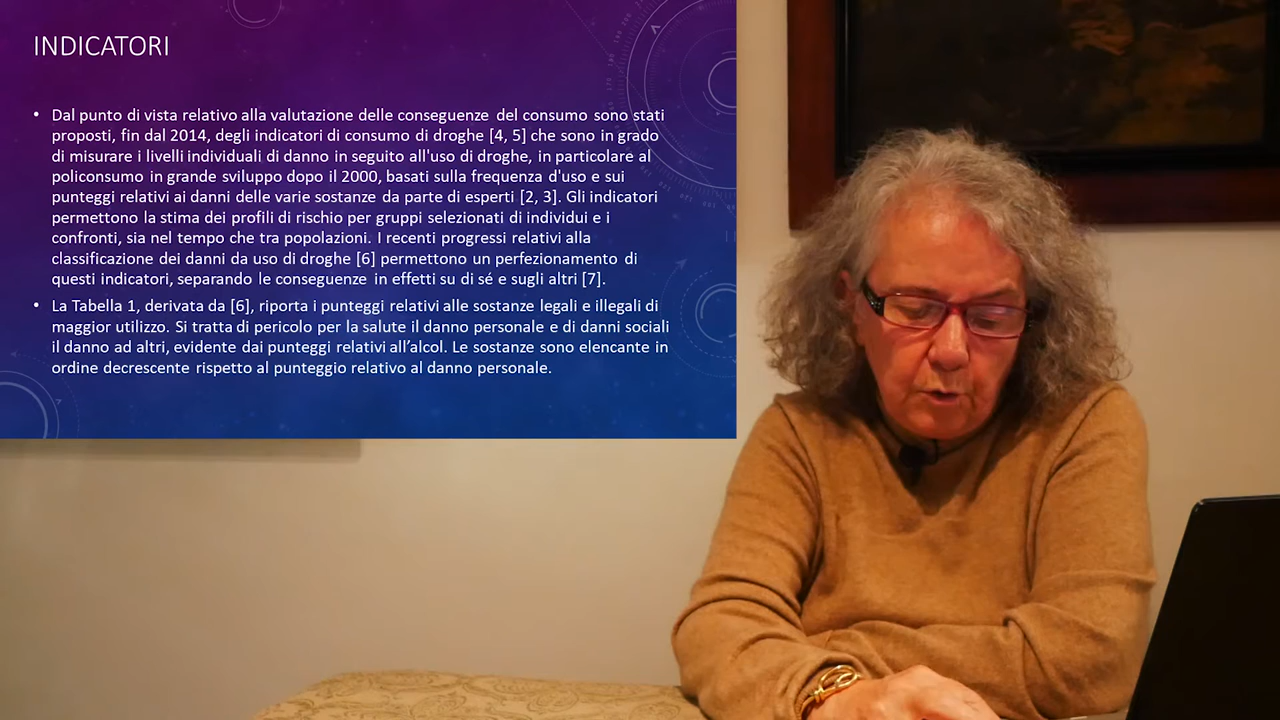 INDICATORI
• Dal punto di vista relativo alla valutazione delle conseguenze del consumo sono stati
proposti, fin dal 2014, degli indicatori di consumo di droghe [4, 5] che sono in grado
di misurare i livelli individuali di danno in seguito all'uso di droghe, in particolare al
policonsumo in grande sviluppo dopo il 2000, basati sulla frequenza d'uso e sui
punteggi relativi ai danni delle varie sostanze da parte di esperti [2, 3]. Gli indicatori
permettono la stima dei profili di rischio per gruppi selezionati di individui e i
confronti, sia nel tempo che tra popolazioni. I recenti progressi relativi alla
classificazione dei danni da uso di droghe [6] permettono un perfezionamento di
questi indicatori, separando le conseguenze in effetti su di sé e sugli altri [7].
• La Tabella 1, derivata da [6], riporta i punteggi relativi alle sostanze legali e illegali di
maggior utilizzo. Si tratta di pericolo per la salute il danno personale e di danni sociali
il danno ad altri, evidente dai punteggi relativi all’alcol. Le sostanze sono elencante in
ordine decrescente rispetto al punteggio relativo al danno personale.